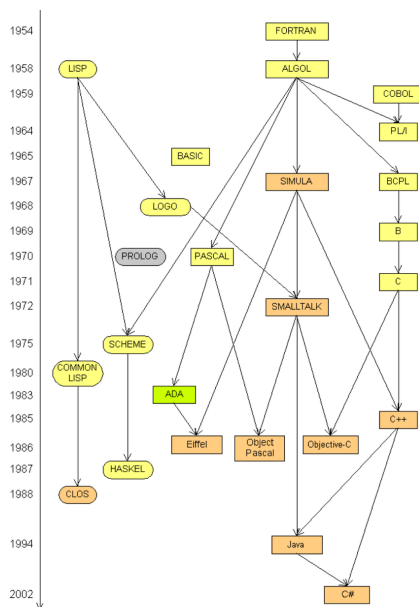 1954 FORTRAN
1958 LISP ALGOL
1959 COBOL
1964 PL/I
1965 BASIC
1967 SIMULA BCPL
1968 LOGO
1969 B
1970 PROLOG PASCAL
1971 C
1972 SMALLTALK
1975 SCHEME
1980 COMMON
LISP
1983 ADA
1985 C++
1986 Eiffel Object
Pascal Objective-C
1987 HASKEL
1988 CLOS
1994 Java
2002 C#